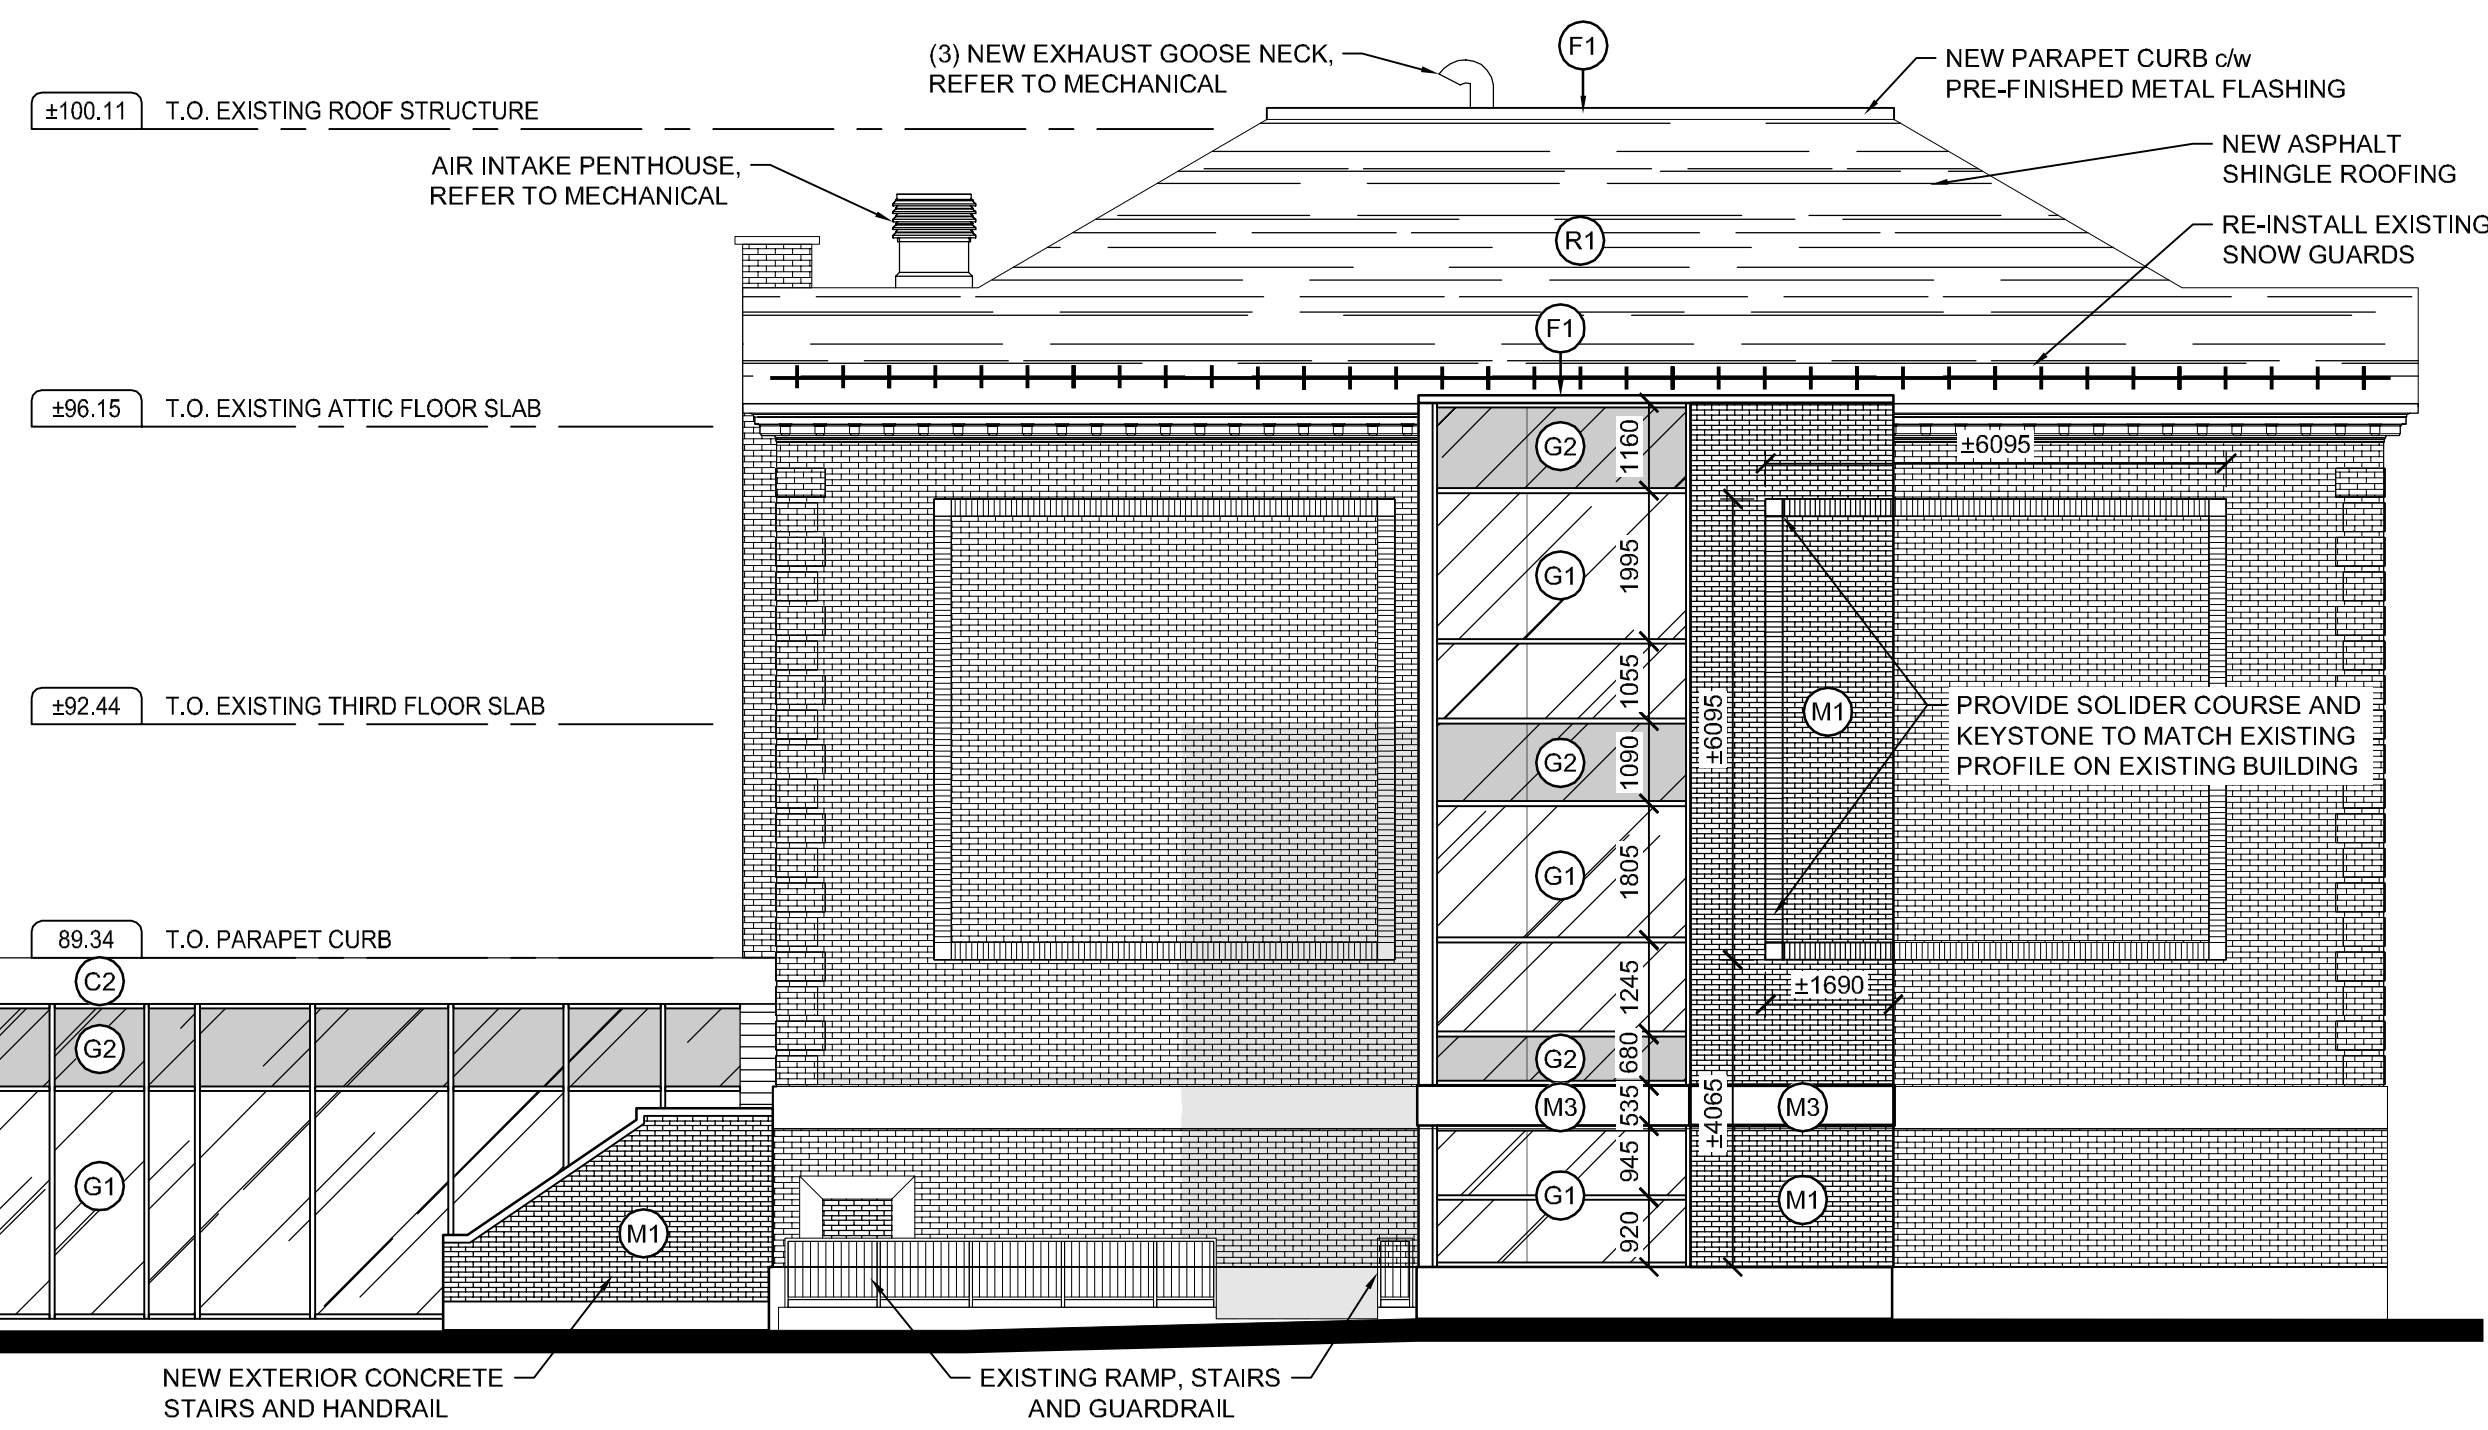 (3) NEW EXHAUST GOOSE NECK,
REFER TO MECHANICAL
F1
NEW PARAPET CURB c/w
PRE-FINISHED METAL FLASHING
±100.11 T.O. EXISTING ROOF STRUCTURE
NEW ASPHALT
SHINGLE ROOFING
AIR INTAKE PENTHOUSE,
REFER TO MECHANICAL
R1
RE-INSTALL EXISTING
SNOW GUARDS
F1
±96.15 T.O. EXISTING ATTIC FLOOR SLAB
G2
1160
±6095
G1
1995
1055
±92.44 T.O. EXISTING THIRD FLOOR SLAB
±6095
M1
PROVIDE SOLIDER COURSE AND
KEYSTONE TO MATCH EXISTING
PROFILE ON EXISTING BUILDING
G2
1090
G1
1805
89.34 T.O. PARAPET CURB
C2
1245
±1690
G2
G2
680
M3
535
M3
±4065
945
G1
G1
M1
M1
920
NEW EXTERIOR CONCRETE
STAIRS AND HANDRAIL
EXISTING RAMP, STAIRS
AND GUARDRAIL